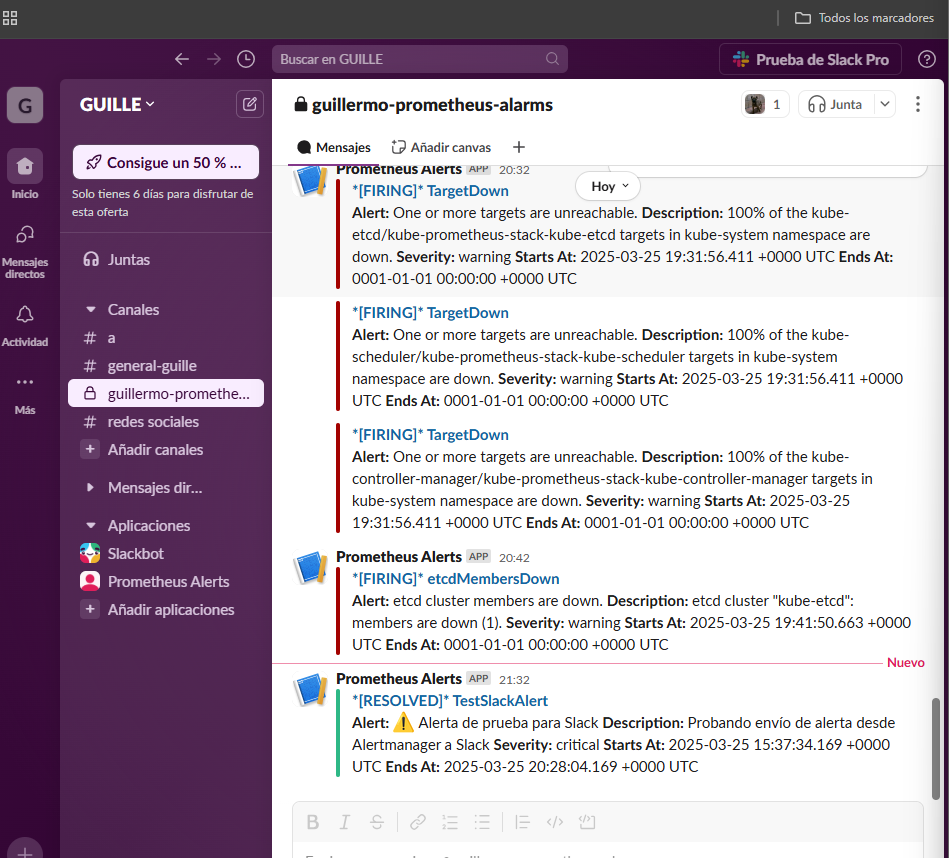 Todos los marcadores
Buscar en GUILLE
Prueba de Slack Pro
G
GUILLE
guillermo-prometheus-alarms
1
Junta
Consigue un 50 % ...
Solo tienes 6 días para disfrutar de
esta oferta
Mensajes
Añadir canvas
Inicio
Mensajes
directos
Actividad
Más
Juntas
Canales
# a
# general-guille
guillermo-promethe...
# redes sociales
+ Añadir canales
Mensajes dir...
Aplicaciones
Slackbot
Prometheus Alerts
+ Añadir aplicaciones
Hoy
Prometheus Alerts APP 20:32
*[FIRING]* TargetDown
Alert: One or more targets are unreachable. Description: 100% of the kube-
etcd/kube-prometheus-stack-kube-etcd targets in kube-system namespace are
down. Severity: warning Starts At: 2025-03-25 19:31:56.411 +0000 UTC Ends At:
0001-01-01 00:00:00 +0000 UTC
*[FIRING]* TargetDown
Alert: One or more targets are unreachable. Description: 100% of the kube-
scheduler/kube-prometheus-stack-kube-scheduler targets in kube-system
namespace are down. Severity: warning Starts At: 2025-03-25 19:31:56.411 +0000
UTC Ends At: 0001-01-01 00:00:00 +0000 UTC
*[FIRING]* TargetDown
Alert: One or more targets are unreachable. Description: 100% of the kube-
controller-manager/kube-prometheus-stack-kube-controller-manager targets in
kube-system namespace are down. Severity: warning Starts At: 2025-03-25
19:31:56.411 +0000 UTC Ends At: 0001-01-01 00:00:00 +0000 UTC
Prometheus Alerts APP 20:42
*[FIRING]* etcdMembersDown
Alert: etcd cluster members are down. Description: etcd cluster "kube-etcd":
members are down (1). Severity: warning Starts At: 2025-03-25 19:41:50.663 +0000
UTC Ends At: 0001-01-01 00:00:00 +0000 UTC
Nuevo
Prometheus Alerts APP 21:32
*[RESOLVED]* TestSlackAlert
Alert: ⚠️ Alerta de prueba para Slack Description: Probando envío de alerta desde
Alertmanager a Slack Severity: critical Starts At: 2025-03-25 15:37:34.169 +0000
UTC Ends At: 2025-03-25 20:28:04.169 +0000 UTC
B I S